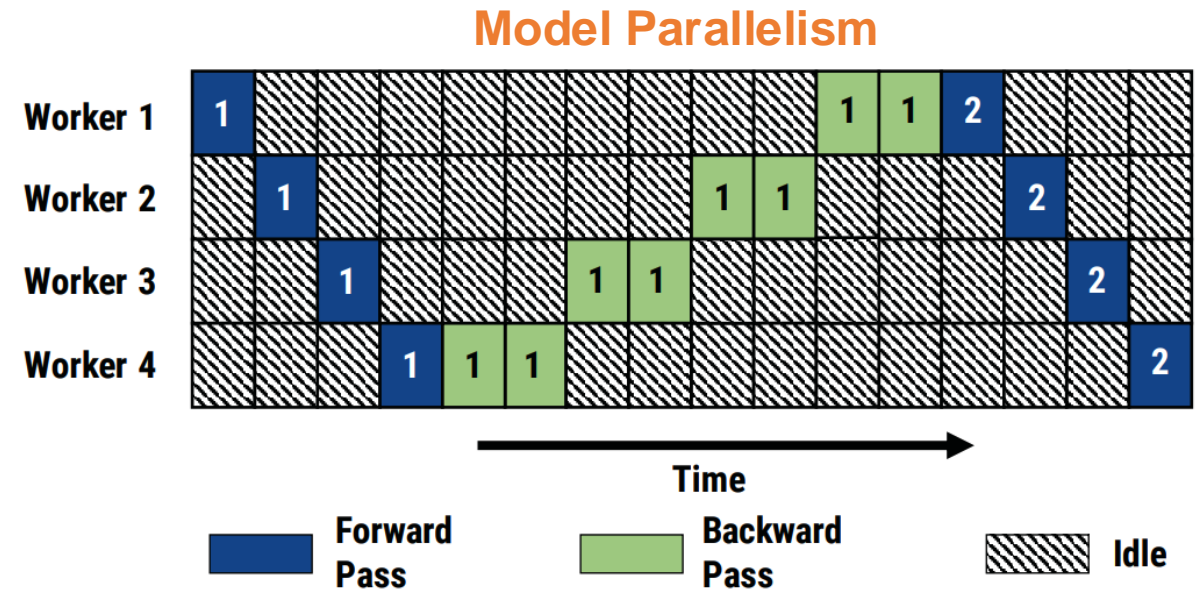 Model Parallelism
Worker 1 1 1 1 2
Worker 2 1 1 1 2
Worker 3 1 1 1 2
Worker 4 1 1 1 2
Time
Forward Pass
Backward Pass
Idle